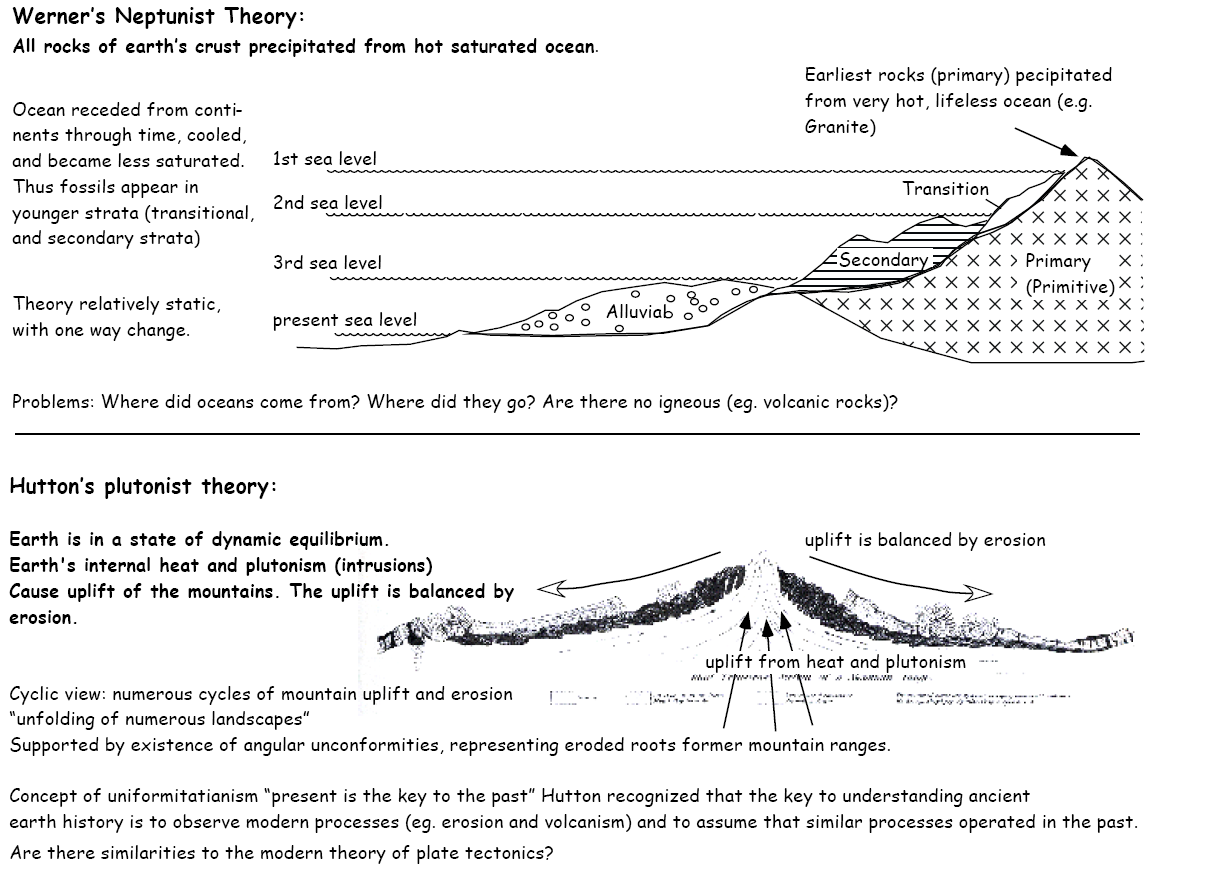 Werner's Neptunist Theory:
All rocks of earth's crust precipitated from hot saturated ocean.
Earliest rocks (primary) pecipitated
from very hot, lifeless ocean (e.g.
Granite)
Ocean receded from conti-
nents through time, cooled,
and became less saturated.
Thus fossils appear in
younger strata (transitional,
and secondary strata)
Theory relatively static,
with one way change.
1st sea level
Transition
2nd sea level
Secondary
3rd sea level
Primary
(Primitive)
Alluvial
present sea level
Problems: Where did oceans come from? Where did they go? Are there no igneous (eg. volcanic rocks)?
Hutton's plutonist theory:
Earth is in a state of dynamic equilibrium.
Earth's internal heat and plutonism (intrusions)
Cause uplift of the mountains. The uplift is balanced by
erosion.
uplift is balanced by erosion
uplift from heat and plutonism
Cyclic view: numerous cycles of mountain uplift and erosion
"unfolding of numerous landscapes"
Supported by existence of angular unconformities, representing eroded roots former mountain ranges.
Concept of uniformitatianism "present is the key to the past" Hutton recognized that the key to understanding ancient
earth history is to observe modern processes (eg. erosion and volcanism) and to assume that similar processes operated in the past.
Are there similarities to the modern theory of plate tectonics?